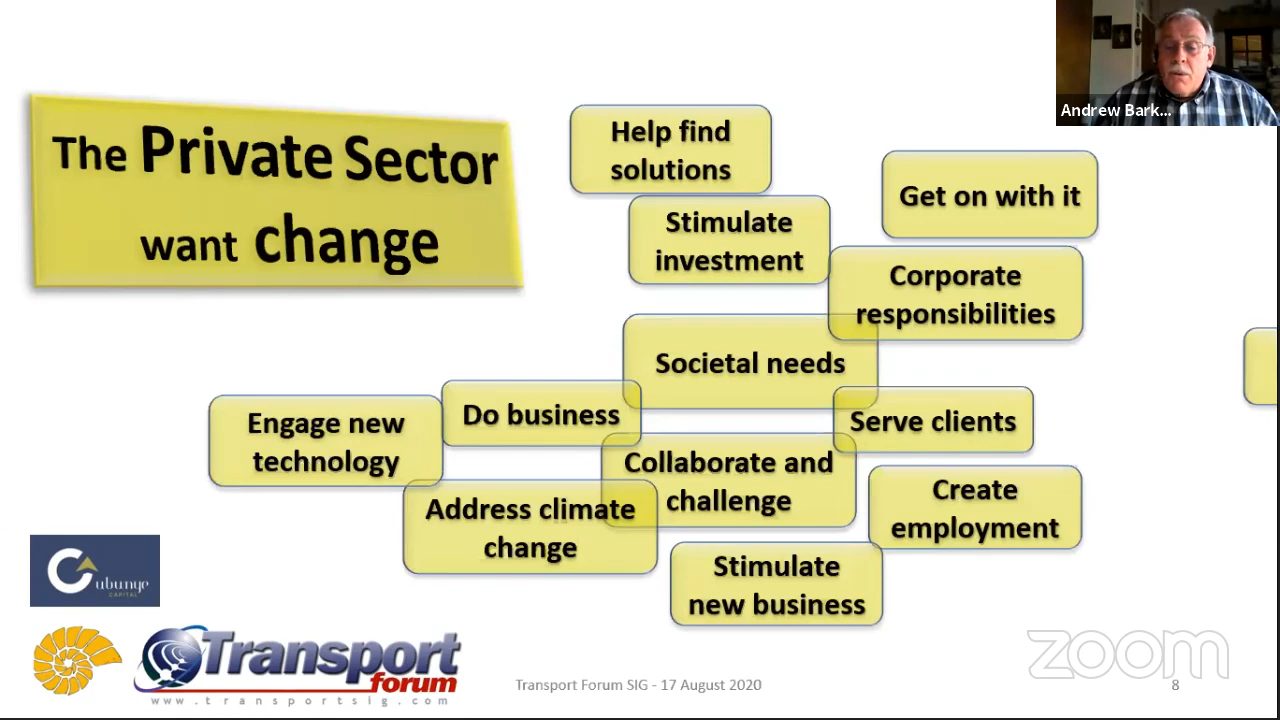 The Private Sector
want change
Andrew Bark...
Help find
solutions
Get on with it
Stimulate
investment
Corporate
responsibilities
Societal needs
Do business
Engage new
technology
Serve clients
Collaborate and
challenge
Address climate
change
Create
employment
Stimulate
new business
ubunye
CAPITAL
Transport
forum
www.transportsig.com
Transport Forum SIG - 17 August 2020
8
zoom